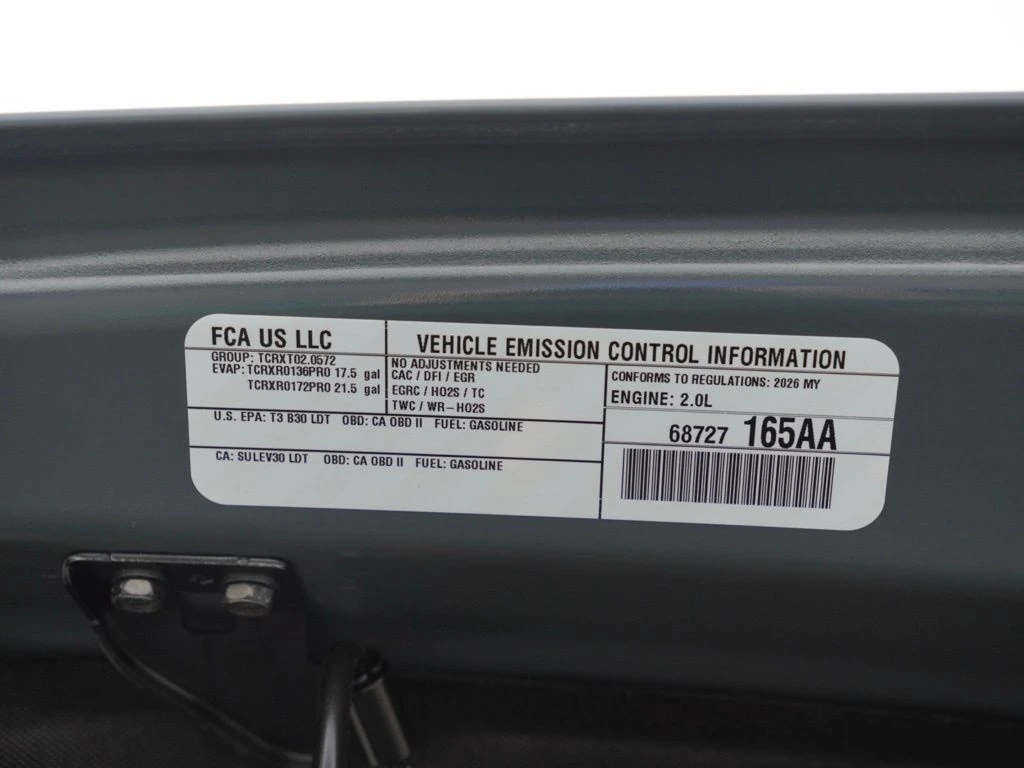 FCA US LLC
GROUP: TCRXT02.0572
EVAP: TCRXR0136PR0 17.5 gal
TCRXR0172PR0 21.5 gal
VEHICLE EMISSION CONTROL INFORMATION
NO ADJUSTMENTS NEEDED
CAC / DFI / EGR
EGRC / HO2S / TC
TWC / WR-HO2S
CONFORMS TO REGULATIONS: 2026 MY
ENGINE: 2.0L
U.S. EPA: T3 B30 LDT OBD: CA OBD II FUEL: GASOLINE
68727 165AA
CA: SULEV30 LDT OBD: CA OBD II FUEL: GASOLINE